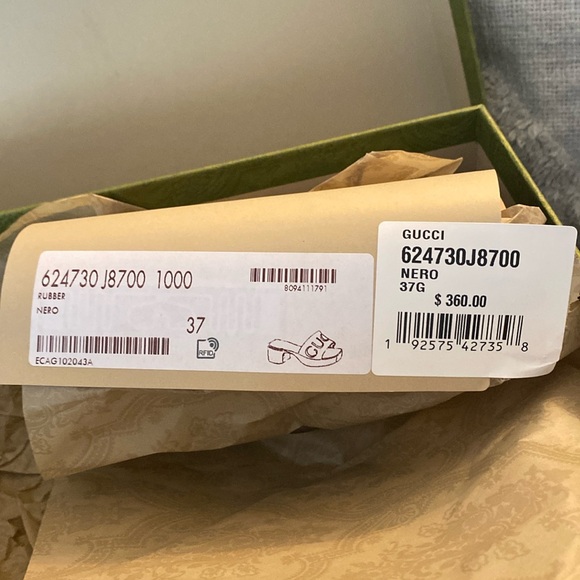 624730 J8700 1000
RUBBER
NERO
8094111791
37
ECAG102043A
RFID
GUCCI
624730J8700
NERO
37G
$ 360.00
1 92575 42735 8